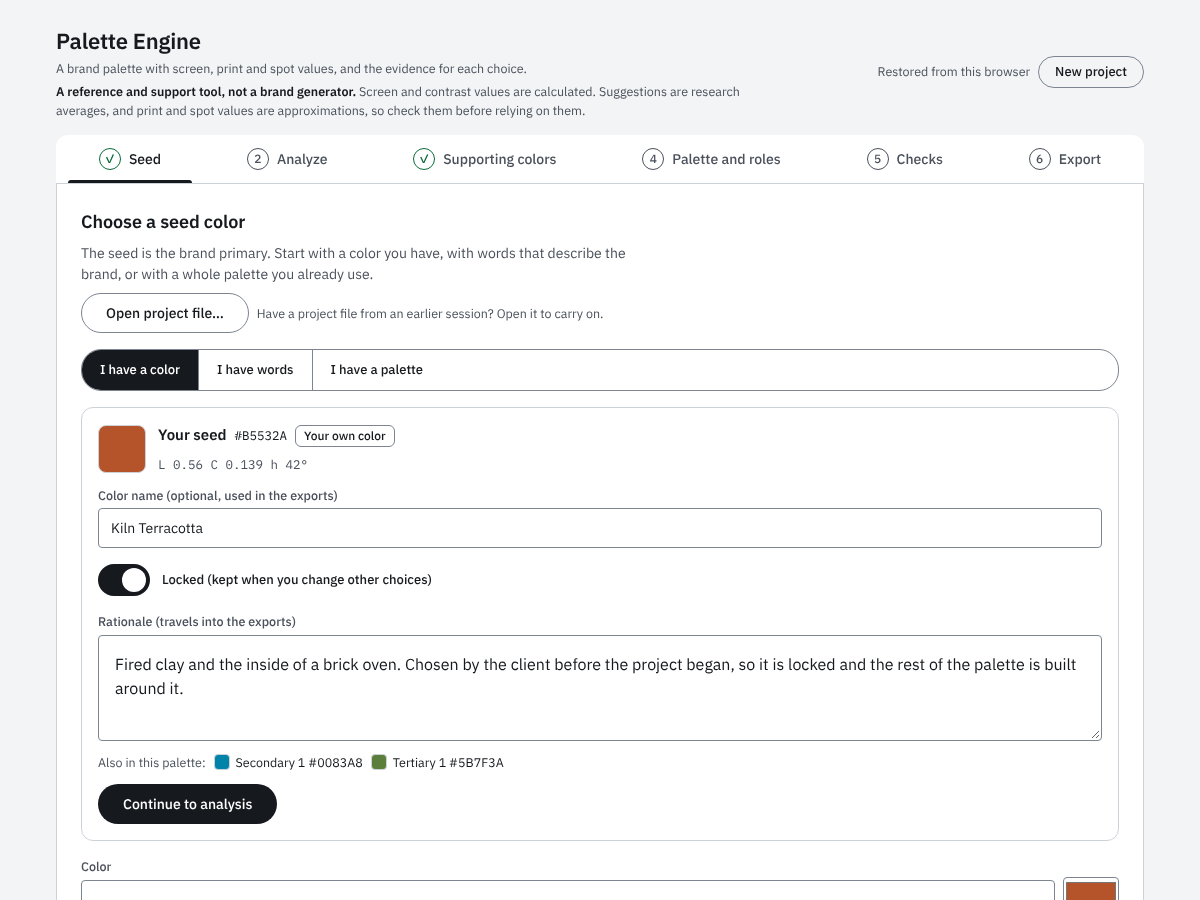 Palette Engine
A brand palette with screen, print and spot values, and the evidence for each choice.
A reference and support tool, not a brand generator. Screen and contrast values are calculated. Suggestions are research
averages, and print and spot values are approximations, so check them before relying on them.
Restored from this browser
New project
Seed
2 Analyze
Supporting colors
4 Palette and roles
5 Checks
6 Export
Choose a seed color
The seed is the brand primary. Start with a color you have, with words that describe the
brand, or with a whole palette you already use.
Open project file...
Have a project file from an earlier session? Open it to carry on.
I have a color
I have words
I have a palette
Your seed #B5532A Your own color
L 0.56 C 0.139 h 42°
Color name (optional, used in the exports)
Kiln Terracotta
Locked (kept when you change other choices)
Rationale (travels into the exports)
Fired clay and the inside of a brick oven. Chosen by the client before the project began, so it is locked and the rest of the palette is built
around it.
Also in this palette: Secondary 1 #0083A8 Tertiary 1 #5B7F3A
Continue to analysis
Color